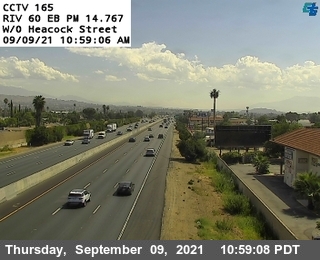 CCTV 165
RIV 60 EB PM 14.767
W/O Heacock Street
09/09/21 10:59:06 AM
Thursday, September 09, 2021 10:59:08 PDT